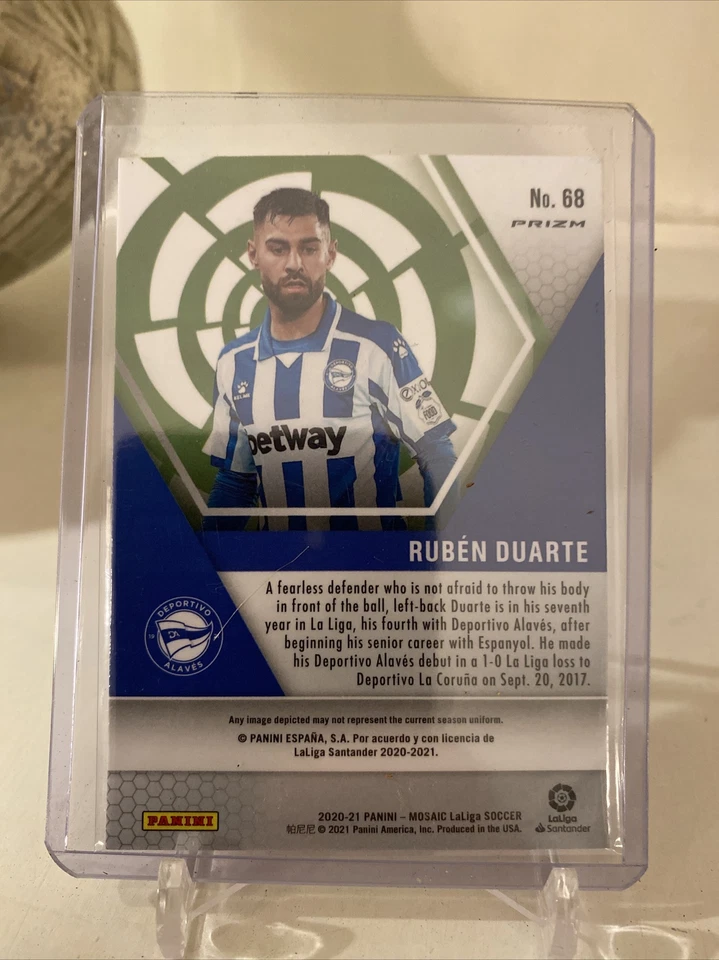 No. 68
PRIZM
KELME
betway
FOOD
RUBÉN DUARTE
A fearless defender who is not afraid to throw his body
in front of the ball, left-back Duarte is in his seventh
year in La Liga, his fourth with Deportivo Alavés, after
beginning his senior career with Espanyol. He made
his Deportivo Alavés debut in a 1-0 La Liga loss to
Deportivo La Coruña on Sept. 20, 2017.
DEPORTIVO
ALAVÉS
Any image depicted may not represent the current season uniform.
© PANINI ESPAÑA, S.A. Por acuerdo y con licencia de
LaLiga Santander 2020-2021.
PANINI
2020-21 PANINI – MOSAIC LaLiga SOCCER
帕尼尼 © 2021 Panini America, Inc. Produced in the USA.
LaLiga
Santander